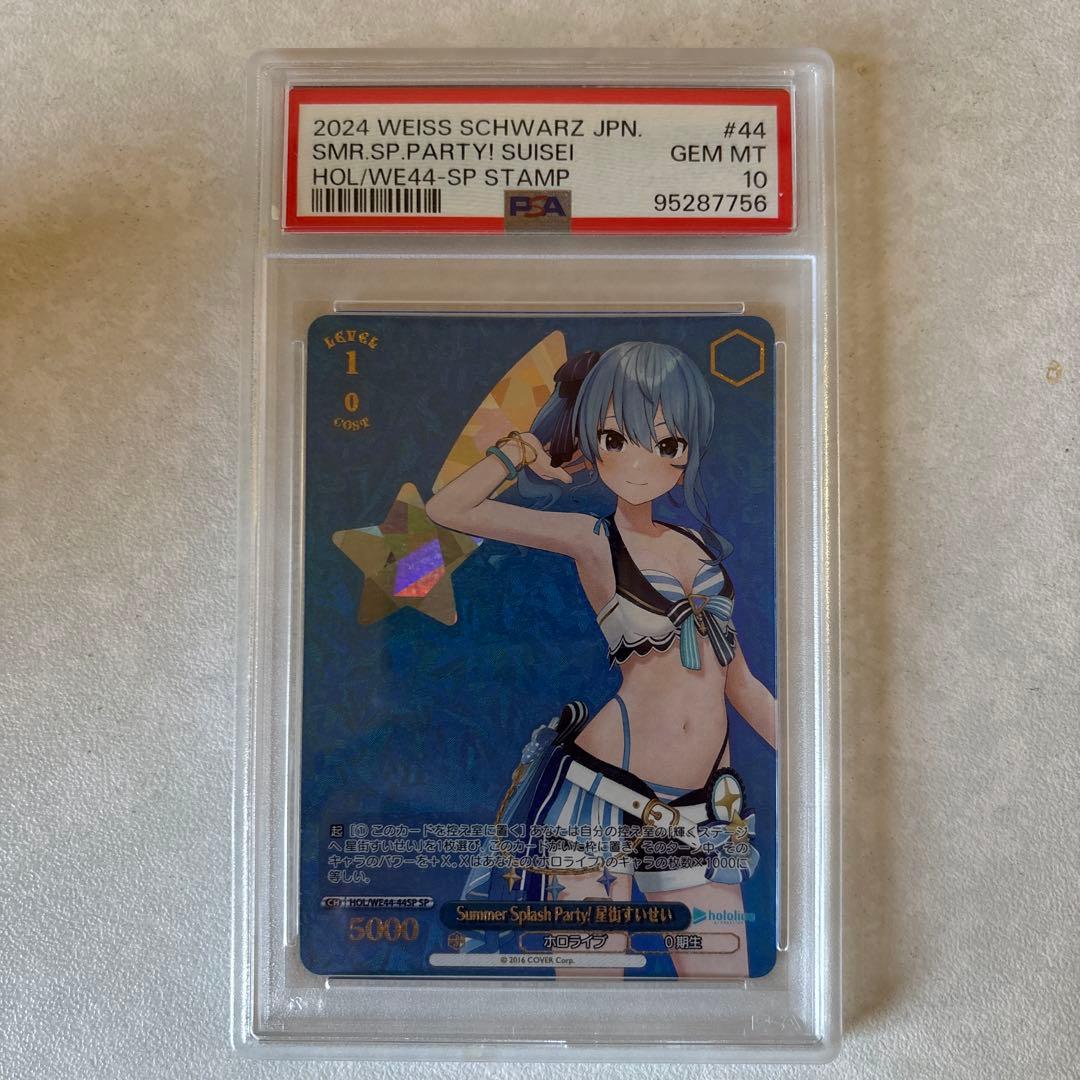 2024 WEISS SCHWARZ JPN. #44
SMR.SP.PARTY! SUISEI GEM MT
HOL/WE44-SP STAMP 10
PSA 95287756
LEVEL
1
0
COST
起 [① このカードを控え室に置く] あなたは自分の控え室の「輝くステージ
へ 星街すいせい」を1枚選び、このカードがいた枠に置き、そのターン中、その
キャラのパワーを＋X。Xはあなたの《ホロライブ》のキャラの枚数×1000に
等しい。
CH HOL/WE44-44SP SP
5000
Summer Splash Party! 星街すいせい
hololive
ホロライブ 0期生
© 2016 COVER Corp.